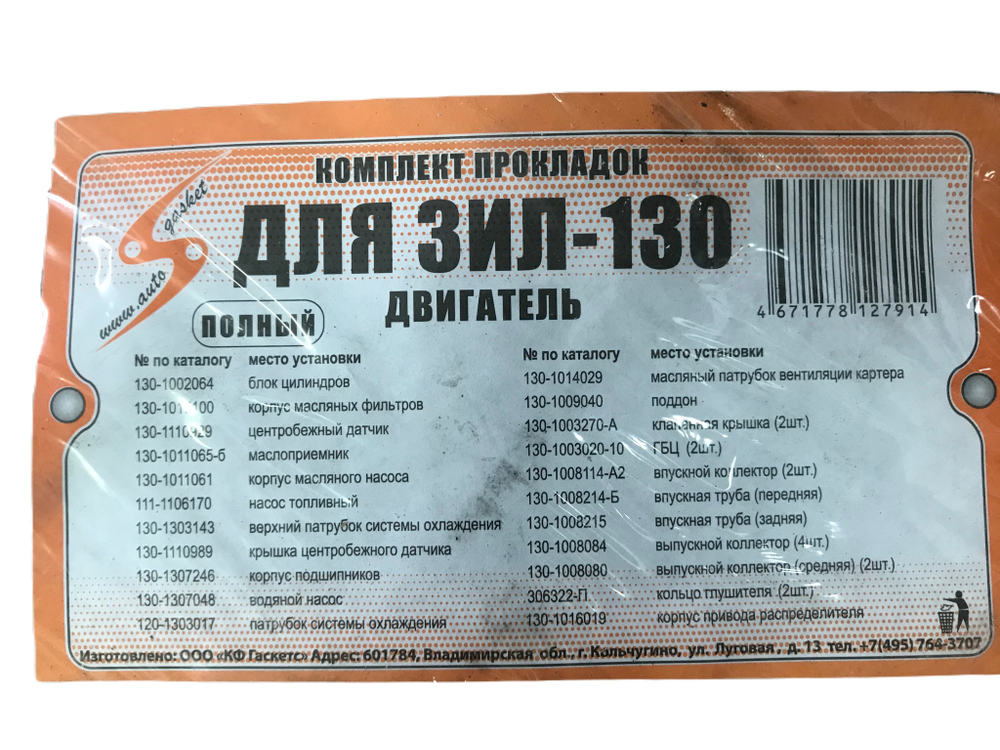 КОМПЛЕКТ ПРОКЛАДОК
ДЛЯ ЗИЛ-130
ДВИГАТЕЛЬ
ПОЛНЫЙ
www.auto gasket
4 671778 127914
№ по каталогу место установки
130-1002064 блок цилиндров
корпус масляных фильтров
130-1110929 центробежный датчик
130-1011065-б маслоприемник
130-1011061 корпус масляного насоса
111-1106170 насос топливный
130-1303143 верхний патрубок системы охлаждения
130-1110989 крышка центробежного датчика
130-1307246 корпус подшипников
130-1307048 водяной насос
120-1303017 патрубок системы охлаждения
№ по каталогу место установки
130-1014029 масляный патрубок вентиляции картера
130-1009040 поддон
130-1003270-А клапанная крышка (2шт.)
130-1003020-10 ГБЦ (2шт.)
130-1008114-А2 впускной коллектор (2шт.)
130-1008214-Б впускная труба (передняя)
130-1008215 впускная труба (задняя)
130-1008084 выпускной коллектор (4шт.)
130-1008080 выпускной коллектор (средняя) (2шт.)
306322-П кольцо глушителя (2шт.)
130-1016019 корпус привода распределителя
Изготовлено: ООО «КФ Гаскетс» Адрес: 601784, Владимирская обл., г. Кольчугино, ул. Луговая, д. 13 тел. +7(495) 764-3707